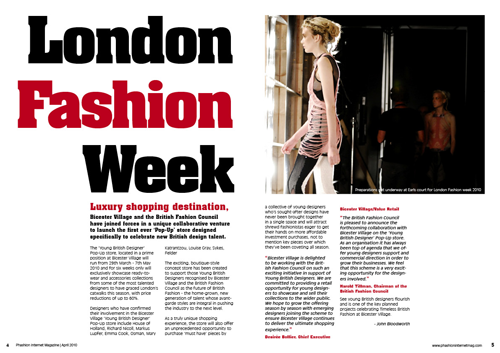 London
Fashion
Week
Luxury shopping destination,
Bicester Village and the British Fashion Council
have joined forces in a unique collaborative venture
to launch the first ever 'Pop-Up' store designed
specifically to celebrate new British design talent.
The 'Young British Designer'
Pop-Up store, located in a prime
position at Bicester Village will
run from 25th March - 7th May
2010 and for six weeks only will
exclusively showcase ready-to-
wear and accessories collections
from some of the most talented
designers to have graced London's
catwalks this season, with price
reductions of up to 60%
Designers who have confirmed
their involvement in the Bicester
Village 'Young British Designer'
Pop-Up store include House of
Holland, Richard Nicoll, Marius
Lupfer, Emma Cook, Osman, Mary
Katrantzou, Louise Gray, Sykes,
Felder
The exciting, boutique-style
concept store has been created
to support those Young British
Designers recognised by Bicester
Village and the British Fashion
Council as the future of British
Fashion - the home-grown, new
generation of talent whose avant-
garde styles are integral in pushing
the industry to the next level.
As a truly unique shopping
experience, the store will also offer
an unprecedented opportunity to
purchase 'must have' pieces by
4 Phashion Internet Magazine | April 2010
Preparations will underway at Earls court for London Fashion week 2010
a collective of young designers
who's sought-after designs have
never been brought together
in a single space and will attract
shrewd fashionistas eager to get
their hands on more affordable
investment purchases, not to
mention key pieces over which
they've been coveting all season.
"Bicester Village is delighted
to be working with the Brit-
ish Fashion Council on such an
exciting initiative in support of
Young British Designers. We are
committed to providing a retail
opportunity for young design-
ers to showcase and sell their
collections to the wider public.
We hope to grow the offering
season by season with emerging
designers joining the scheme to
ensure Bicester Village continues
to deliver the ultimate shopping
experience."
Desirée Bollier, Chief Executive
Bicester Village/Value Retail
"The British Fashion Council
is pleased to announce the
forthcoming collaboration with
Bicester Village on the 'Young
British Designer' Pop-Up store.
As an organisation it has always
been top of agenda that we of-
fer young designers support and
commercial direction in order to
grow their businesses. We feel
that this scheme is a very excit-
ing opportunity for the design-
ers involved."
Harold Tillman, Chairman of the
British Fashion Council
See young British designers flourish
and is one of the key planned
projects celebrating Timeless British
Fashion at Bicester Village.
- John Bloodworth
www.phashioninternetmag.com 5